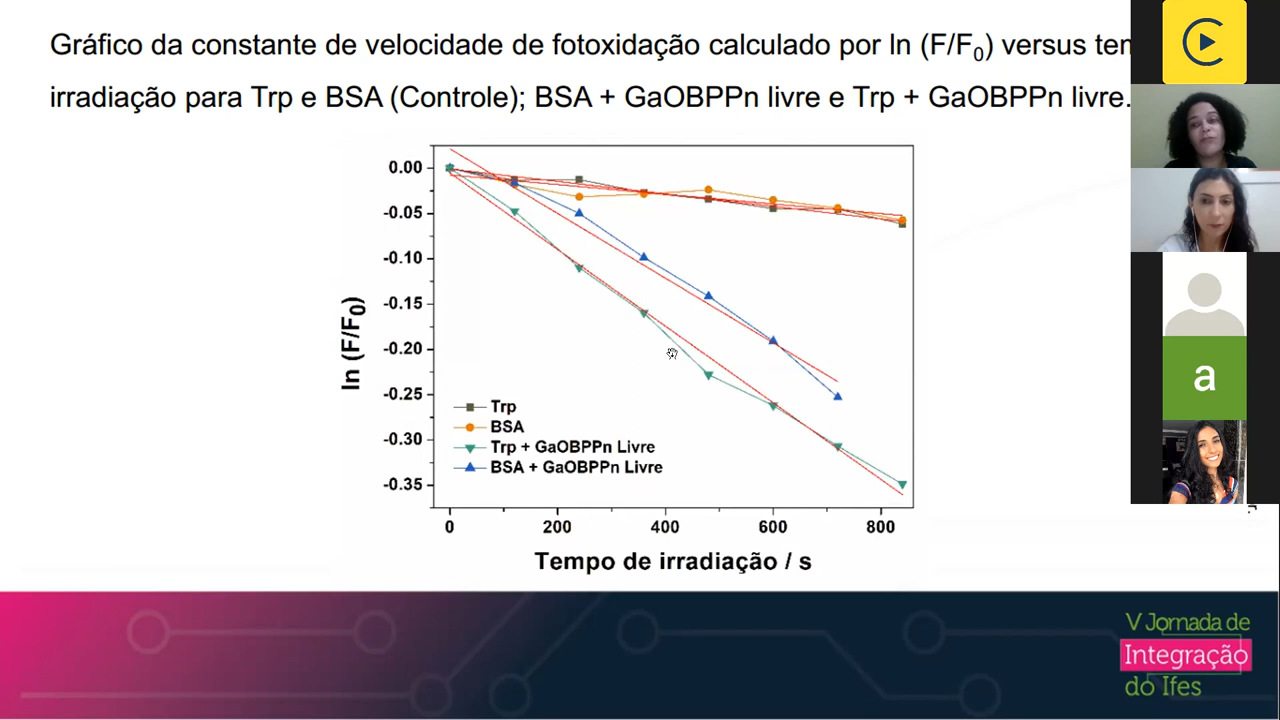 Gráfico da constante de velocidade de fotoxidação calculado por ln (F/F0) versus
irradiação para Trp e BSA (Controle); BSA + GaOBPPn livre e Trp + GaOBPPn livre.
0.00
-0.05
-0.10
-0.15
-0.20
-0.25
-0.30
-0.35
ln (F/F0)
Trp
BSA
Trp + GaOBPPn Livre
BSA + GaOBPPn Livre
0 200 400 600 800
Tempo de irradiação / s
a
V Jornada de
Integração
do Ifes